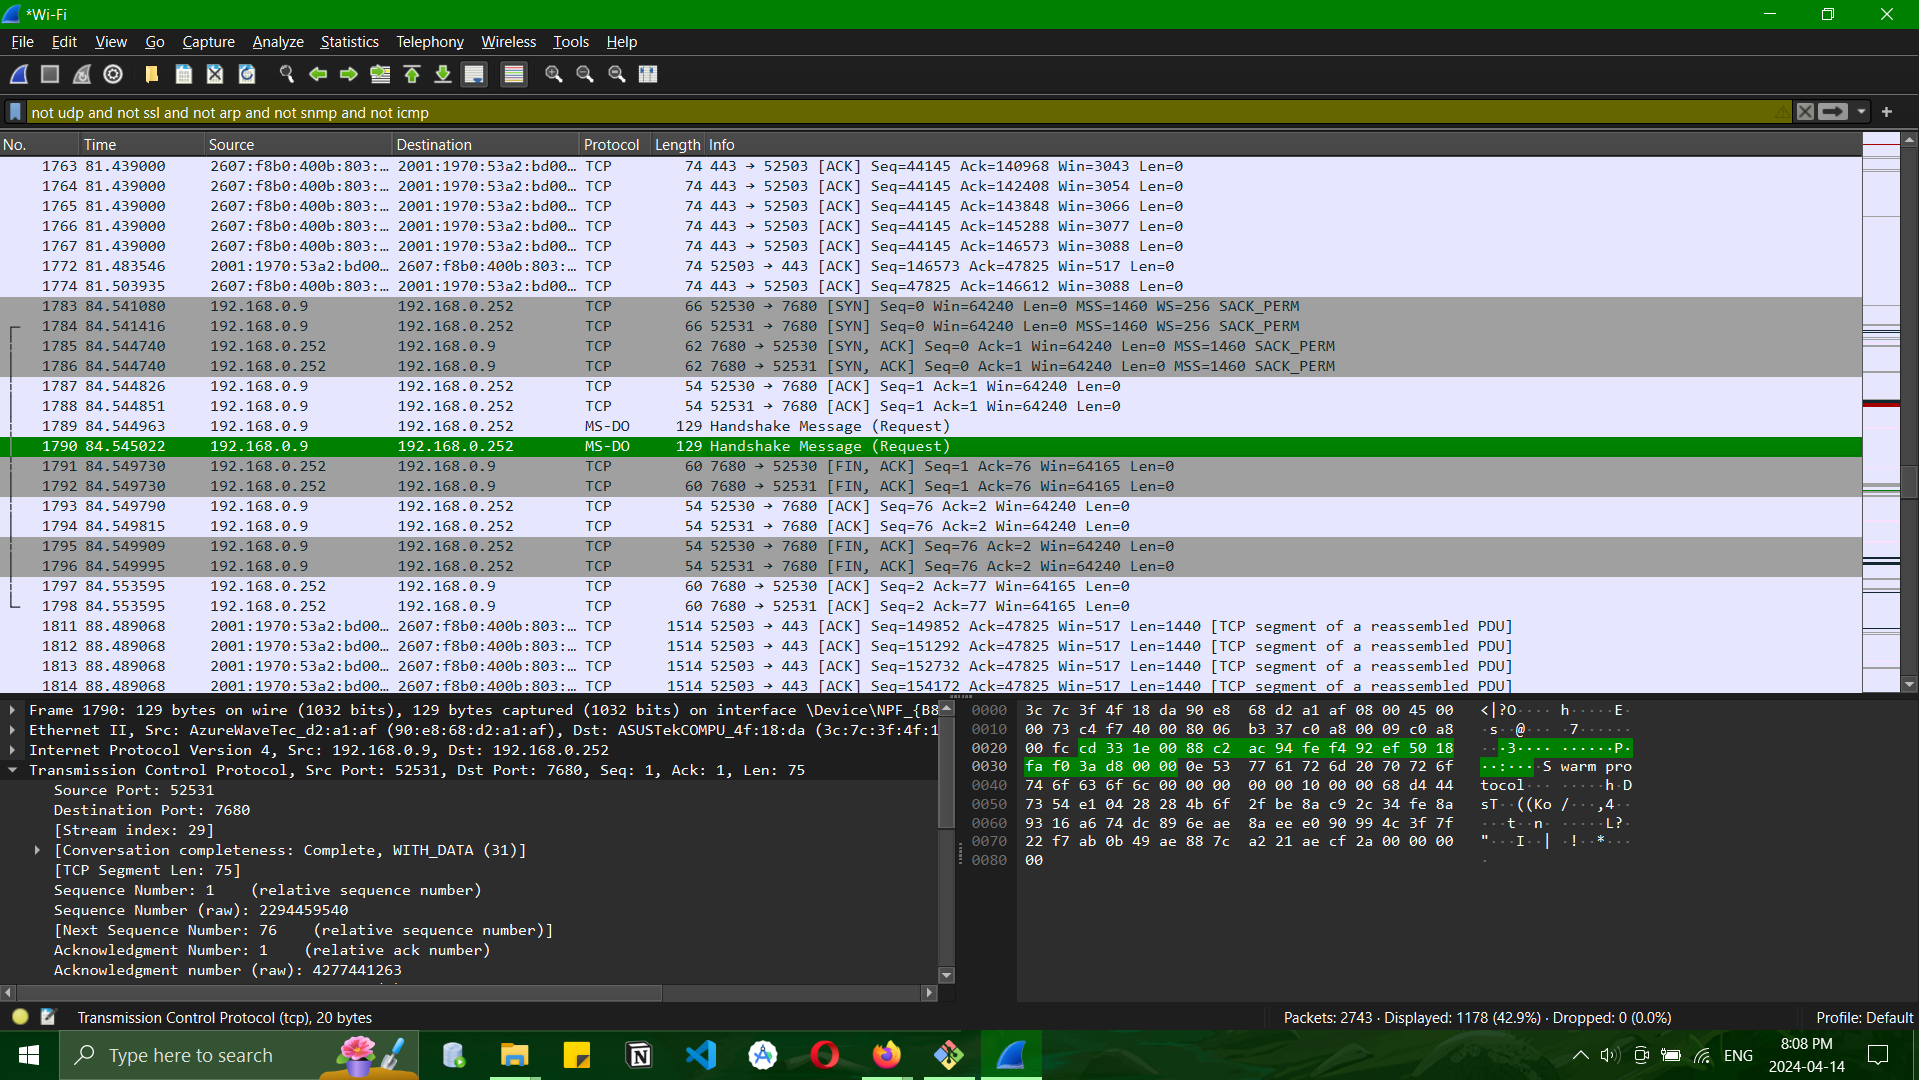 *Wi-Fi
File Edit View Go Capture Analyze Statistics Telephony Wireless Tools Help
not udp and not ssl and not arp and not snmp and not icmp
No. Time Source Destination Protocol Length Info
1763 81.439000 2607:f8b0:400b:803:… 2001:1970:53a2:bd00… TCP 74 443 → 52503 [ACK] Seq=44145 Ack=140968 Win=3043 Len=0
1764 81.439000 2607:f8b0:400b:803:… 2001:1970:53a2:bd00… TCP 74 443 → 52503 [ACK] Seq=44145 Ack=142408 Win=3054 Len=0
1765 81.439000 2607:f8b0:400b:803:… 2001:1970:53a2:bd00… TCP 74 443 → 52503 [ACK] Seq=44145 Ack=143848 Win=3066 Len=0
1766 81.439000 2607:f8b0:400b:803:… 2001:1970:53a2:bd00… TCP 74 443 → 52503 [ACK] Seq=44145 Ack=145288 Win=3077 Len=0
1767 81.439000 2607:f8b0:400b:803:… 2001:1970:53a2:bd00… TCP 74 443 → 52503 [ACK] Seq=44145 Ack=146573 Win=3088 Len=0
1772 81.483546 2001:1970:53a2:bd00… 2607:f8b0:400b:803:… TCP 74 52503 → 443 [ACK] Seq=146573 Ack=47825 Win=517 Len=0
1774 81.503935 2607:f8b0:400b:803:… 2001:1970:53a2:bd00… TCP 74 443 → 52503 [ACK] Seq=47825 Ack=146612 Win=3088 Len=0
1783 84.541080 192.168.0.9 192.168.0.252 TCP 66 52530 → 7680 [SYN] Seq=0 Win=64240 Len=0 MSS=1460 WS=256 SACK_PERM
1784 84.541416 192.168.0.9 192.168.0.252 TCP 66 52531 → 7680 [SYN] Seq=0 Win=64240 Len=0 MSS=1460 WS=256 SACK_PERM
1785 84.544740 192.168.0.252 192.168.0.9 TCP 62 7680 → 52530 [SYN, ACK] Seq=0 Ack=1 Win=64240 Len=0 MSS=1460 SACK_PERM
1786 84.544740 192.168.0.252 192.168.0.9 TCP 62 7680 → 52531 [SYN, ACK] Seq=0 Ack=1 Win=64240 Len=0 MSS=1460 SACK_PERM
1787 84.544826 192.168.0.9 192.168.0.252 TCP 54 52530 → 7680 [ACK] Seq=1 Ack=1 Win=64240 Len=0
1788 84.544851 192.168.0.9 192.168.0.252 TCP 54 52531 → 7680 [ACK] Seq=1 Ack=1 Win=64240 Len=0
1789 84.544963 192.168.0.9 192.168.0.252 MS-DO 129 Handshake Message (Request)
1790 84.545022 192.168.0.9 192.168.0.252 MS-DO 129 Handshake Message (Request)
1791 84.549730 192.168.0.252 192.168.0.9 TCP 60 7680 → 52530 [FIN, ACK] Seq=1 Ack=76 Win=64165 Len=0
1792 84.549730 192.168.0.252 192.168.0.9 TCP 60 7680 → 52531 [FIN, ACK] Seq=1 Ack=76 Win=64165 Len=0
1793 84.549790 192.168.0.9 192.168.0.252 TCP 54 52530 → 7680 [ACK] Seq=76 Ack=2 Win=64240 Len=0
1794 84.549815 192.168.0.9 192.168.0.252 TCP 54 52531 → 7680 [ACK] Seq=76 Ack=2 Win=64240 Len=0
1795 84.549909 192.168.0.9 192.168.0.252 TCP 54 52530 → 7680 [FIN, ACK] Seq=76 Ack=2 Win=64240 Len=0
1796 84.549995 192.168.0.9 192.168.0.252 TCP 54 52531 → 7680 [FIN, ACK] Seq=76 Ack=2 Win=64240 Len=0
1797 84.553595 192.168.0.252 192.168.0.9 TCP 60 7680 → 52530 [ACK] Seq=2 Ack=77 Win=64165 Len=0
1798 84.553595 192.168.0.252 192.168.0.9 TCP 60 7680 → 52531 [ACK] Seq=2 Ack=77 Win=64165 Len=0
1811 88.489068 2001:1970:53a2:bd00… 2607:f8b0:400b:803:… TCP 1514 52503 → 443 [ACK] Seq=149852 Ack=47825 Win=517 Len=1440 [TCP segment of a reassembled PDU]
1812 88.489068 2001:1970:53a2:bd00… 2607:f8b0:400b:803:… TCP 1514 52503 → 443 [ACK] Seq=151292 Ack=47825 Win=517 Len=1440 [TCP segment of a reassembled PDU]
1813 88.489068 2001:1970:53a2:bd00… 2607:f8b0:400b:803:… TCP 1514 52503 → 443 [ACK] Seq=152732 Ack=47825 Win=517 Len=1440 [TCP segment of a reassembled PDU]
1814 88.489068 2001:1970:53a2:bd00… 2607:f8b0:400b:803:… TCP 1514 52503 → 443 [ACK] Seq=154172 Ack=47825 Win=517 Len=1440 [TCP segment of a reassembled PDU]
Frame 1790: 129 bytes on wire (1032 bits), 129 bytes captured (1032 bits) on interface \Device\NPF_{B8
Ethernet II, Src: AzureWaveTec_d2:a1:af (90:e8:68:d2:a1:af), Dst: ASUSTekCOMPU_4f:18:da (3c:7c:3f:4f:1
Internet Protocol Version 4, Src: 192.168.0.9, Dst: 192.168.0.252
Transmission Control Protocol, Src Port: 52531, Dst Port: 7680, Seq: 1, Ack: 1, Len: 75
Source Port: 52531
Destination Port: 7680
[Stream index: 29]
[Conversation completeness: Complete, WITH_DATA (31)]
[TCP Segment Len: 75]
Sequence Number: 1 (relative sequence number)
Sequence Number (raw): 2294459540
[Next Sequence Number: 76 (relative sequence number)]
Acknowledgment Number: 1 (relative ack number)
Acknowledgment number (raw): 4277441263
0000 3c 7c 3f 4f 18 da 90 e8 68 d2 a1 af 08 00 45 00 <|?O···· h·····E·
0010 00 73 c4 f7 40 00 80 06 b3 37 c0 a8 00 09 c0 a8 ·s··@··· ·7······
0020 00 fc cd 33 1e 00 88 c2 ac 94 fe f4 92 ef 50 18 ···3···· ······P·
0030 fa f0 3a d8 00 00 0e 53 77 61 72 6d 20 70 72 6f ··:····S warm pro
0040 74 6f 63 6f 6c 00 00 00 00 00 10 00 00 68 d4 44 tocol··· ·····h·D
0050 73 54 e1 04 28 28 4b 6f 2f be 8a c9 2c 34 fe 8a sT··((Ko /···,4··
0060 93 16 a6 74 dc 89 6e ae 8a ee e0 90 99 4c 3f 7f ···t··n· ·····L?·
0070 22 f7 ab 0b 49 ae 88 7c a2 21 ae cf 2a 00 00 00 "···I··| ·!··*···
0080 00 ·
Transmission Control Protocol (tcp), 20 bytes
Packets: 2743 · Displayed: 1178 (42.9%) · Dropped: 0 (0.0%)
Profile: Default
Type here to search
ENG
8:08 PM
2024-04-14